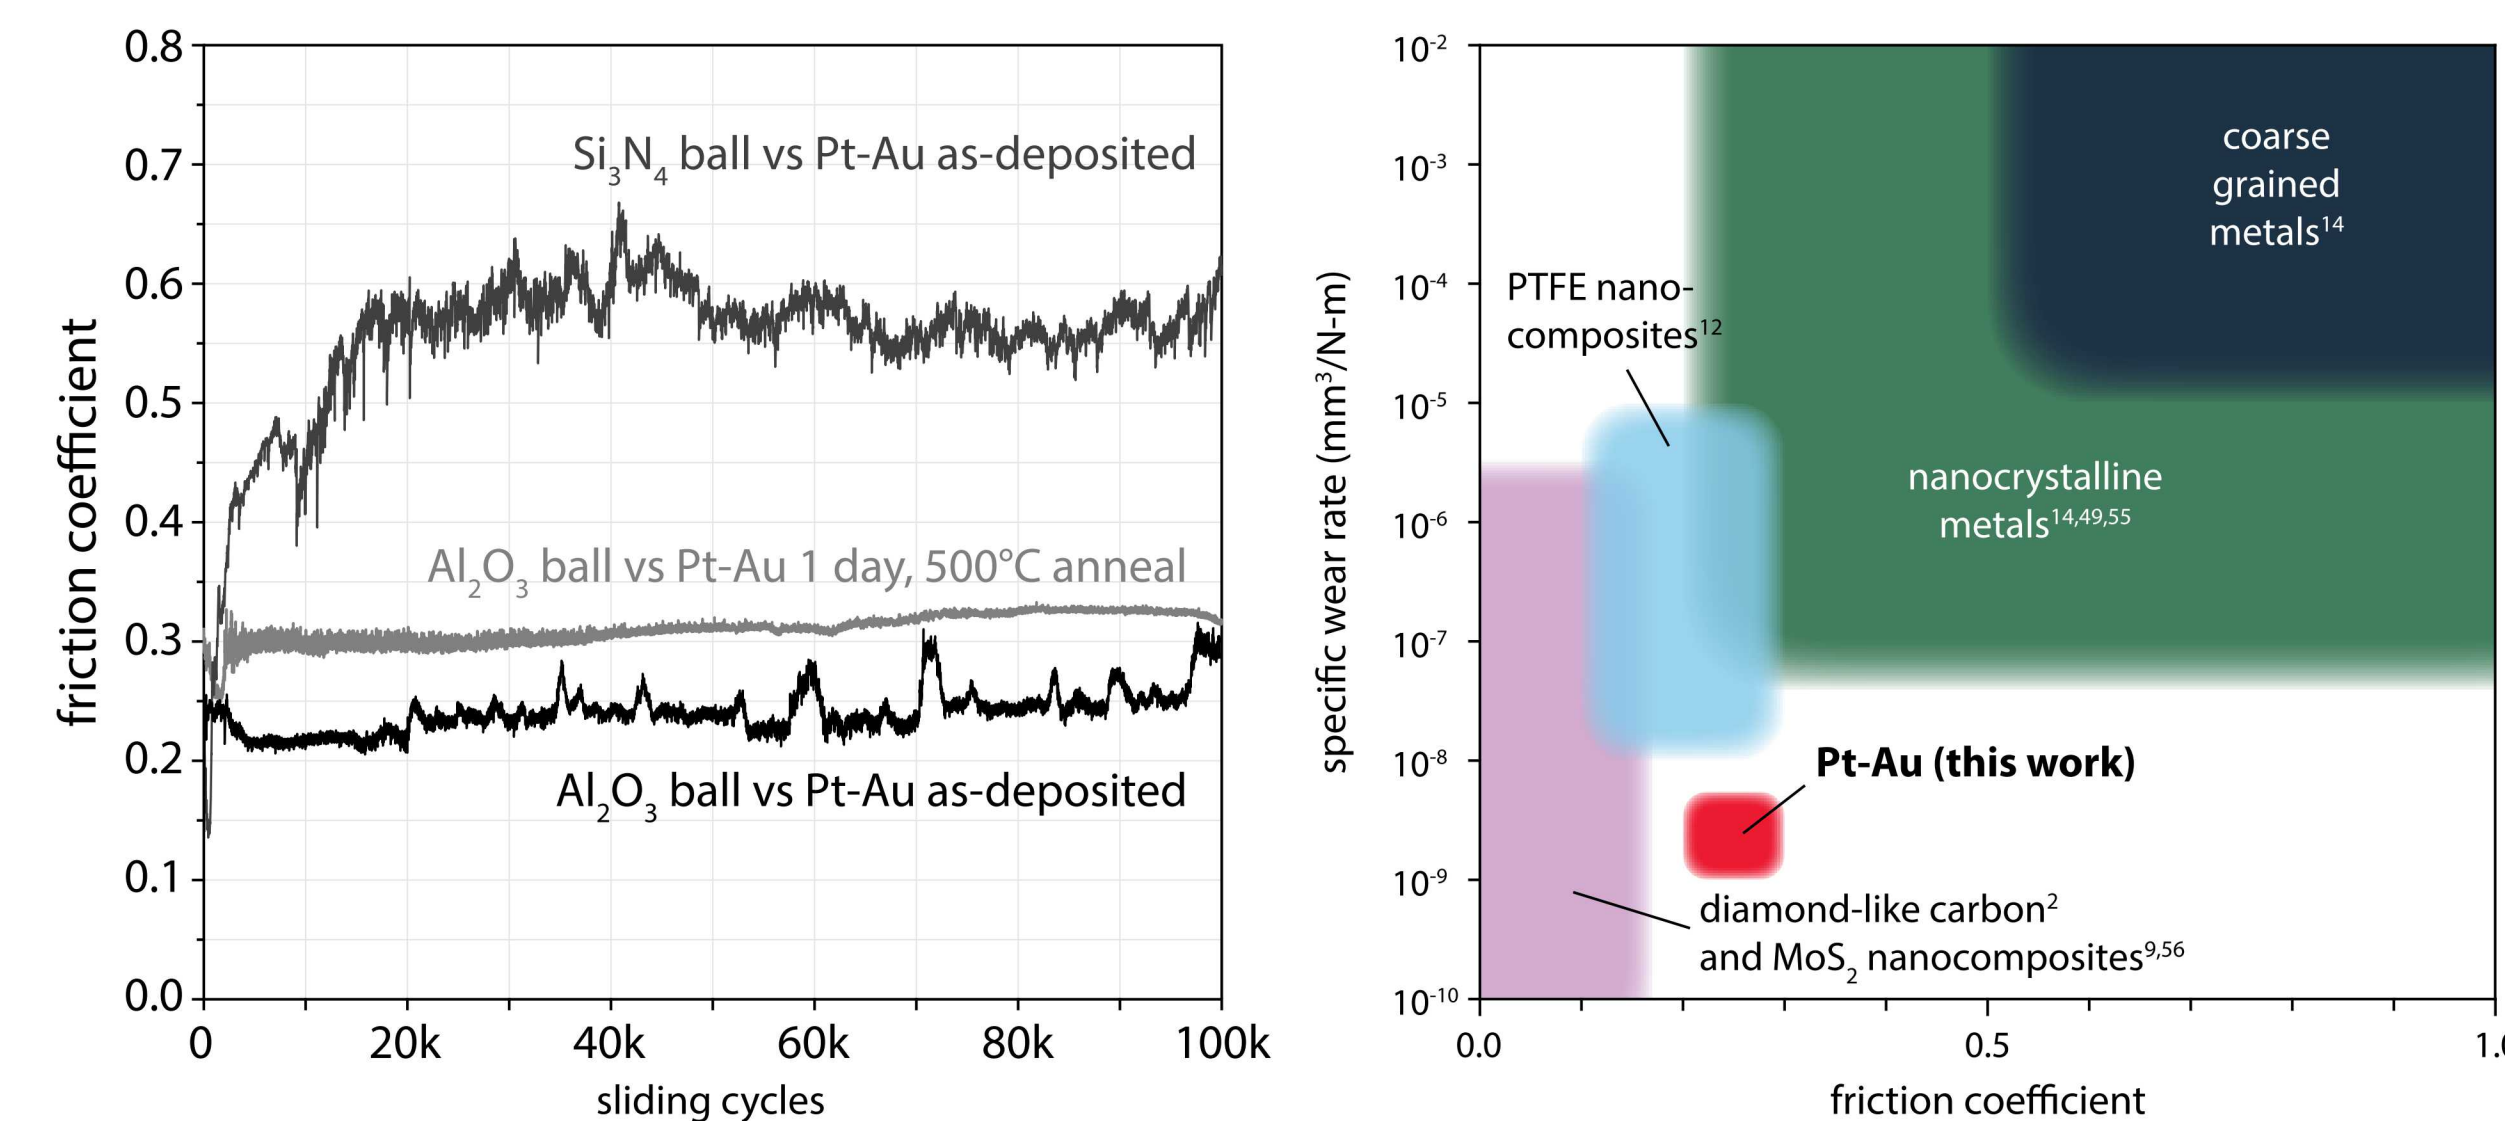 0.8
0.7
0.6
0.5
0.4
0.3
0.2
0.1
0.0
friction coefficient
Si₃N₄ ball vs Pt-Au as-deposited
Al₂O₃ ball vs Pt-Au 1 day, 500°C anneal
Al₂O₃ ball vs Pt-Au as-deposited
0
20k
40k
60k
80k
100k
sliding cycles
10⁻²
10⁻³
10⁻⁴
10⁻⁵
10⁻⁶
10⁻⁷
10⁻⁸
10⁻⁹
10⁻¹⁰
specific wear rate (mm³/N-m)
coarse
grained
metals¹⁴
PTFE nano-
composites¹²
nanocrystalline
metals¹⁴,⁴⁹,⁵⁵
Pt-Au (this work)
diamond-like carbon²
and MoS₂ nanocomposites⁹,⁵⁶
0.0
0.5
friction coefficient